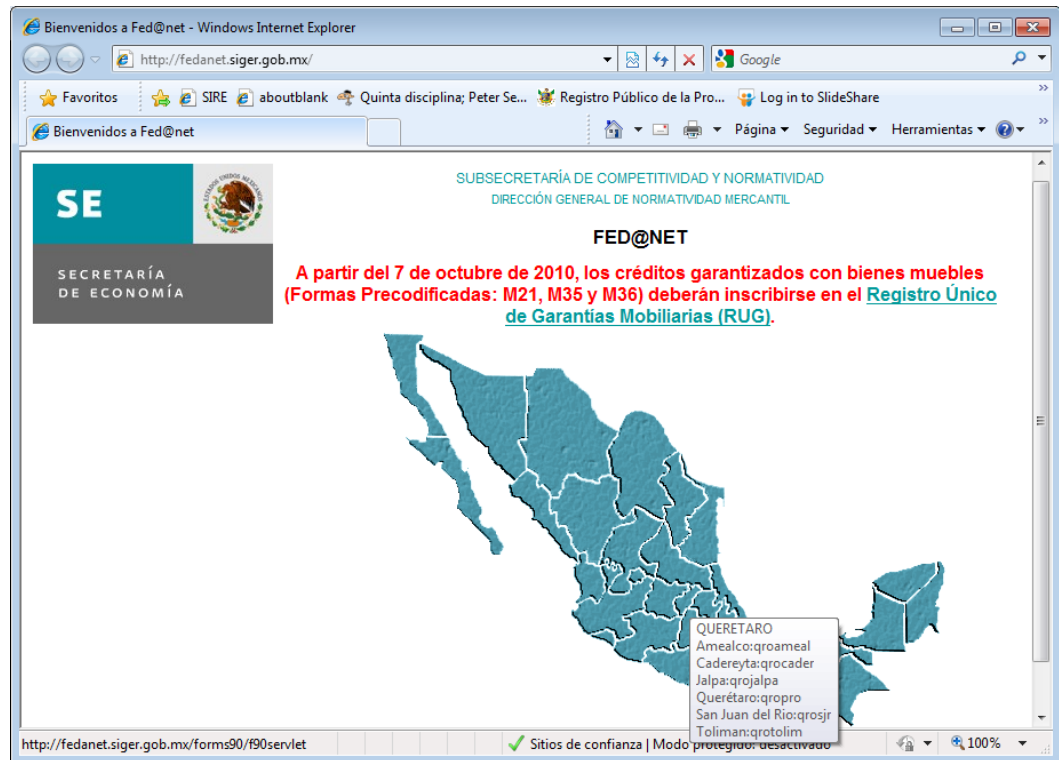 Bienvenidos a Fed@net - Windows Internet Explorer
http://fedanet.siger.gob.mx/
Google
Favoritos
SIRE
aboutblank
Quinta disciplina; Peter Se...
Registro Público de la Pro...
Log in to SlideShare
Bienvenidos a Fed@net
Página
Seguridad
Herramientas
SE
ESTADOS UNIDOS MEXICANOS
SECRETARÍA
DE ECONOMÍA
SUBSECRETARÍA DE COMPETITIVIDAD Y NORMATIVIDAD
DIRECCIÓN GENERAL DE NORMATIVIDAD MERCANTIL
FED@NET
A partir del 7 de octubre de 2010, los créditos garantizados con bienes muebles
(Formas Precodificadas: M21, M35 y M36) deberán inscribirse en el Registro Único
de Garantías Mobiliarias (RUG).
QUERETARO
Amealco:qroameal
Cadereyta:qrocader
Jalpa:qrojalpa
Querétaro:qropro
San Juan del Rio:qrosjr
Toliman:qrotolim
http://fedanet.siger.gob.mx/forms90/f90servlet
Sitios de confianza | Modo protegido: desactivado
100%